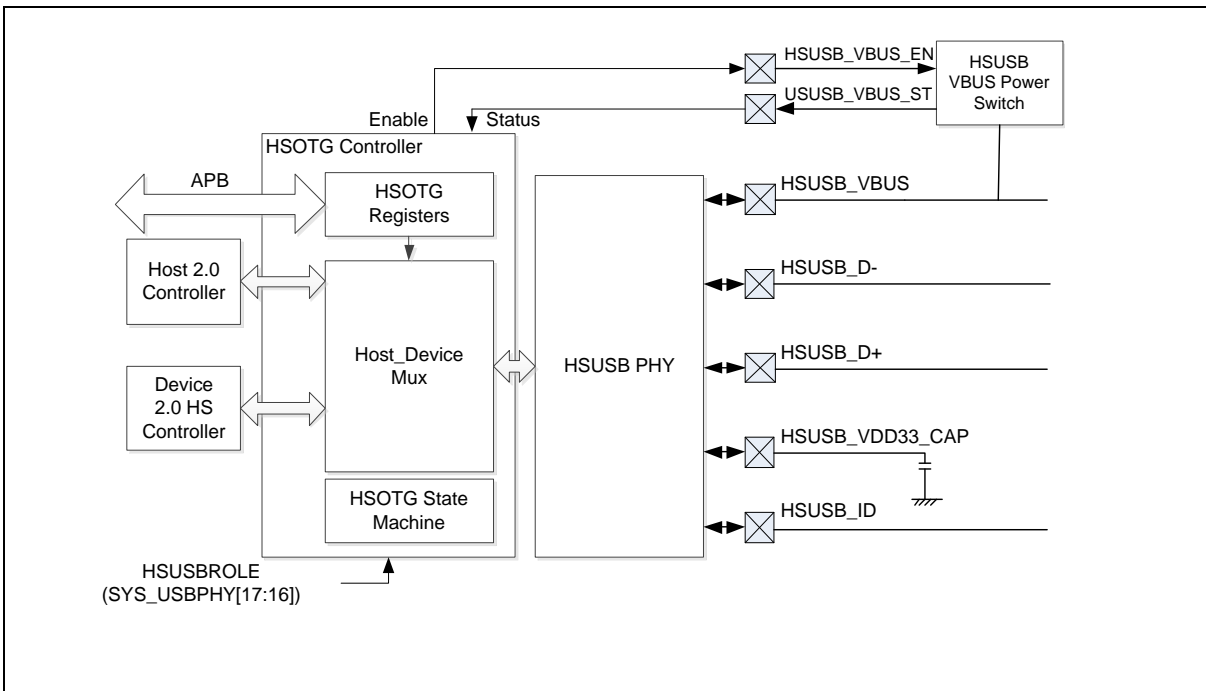 HSUSB_VBUS_EN
HSUSB
VBUS Power
Switch
USUSB_VBUS_ST
Enable
Status
HSOTG Controller
APB
HSOTG
Registers
HSUSB_VBUS
Host 2.0
Controller
HSUSB_D-
Host_Device
Mux
HSUSB PHY
HSUSB_D+
Device
2.0 HS
Controller
HSUSB_VDD33_CAP
HSOTG State
Machine
HSUSB_ID
HSUSBROLE
(SYS_USBPHY[17:16])